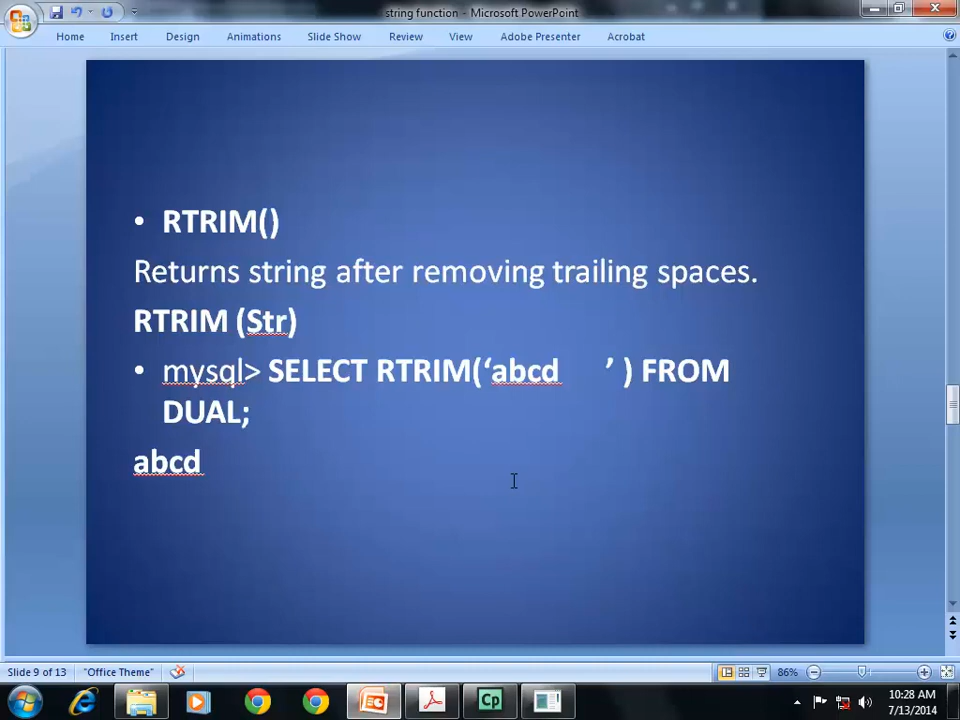 string function - Microsoft PowerPoint
Home Insert Design Animations Slide Show Review View Adobe Presenter Acrobat
• RTRIM()
Returns string after removing trailing spaces.
RTRIM (Str)
• mysql> SELECT RTRIM(‘abcd ’ ) FROM
DUAL;
abcd
Slide 9 of 13 "Office Theme" 86%
10:28 AM
7/13/2014